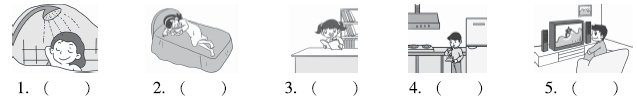 1. ( ) 2. ( ) 3. ( ) 4. ( ) 5. ( )